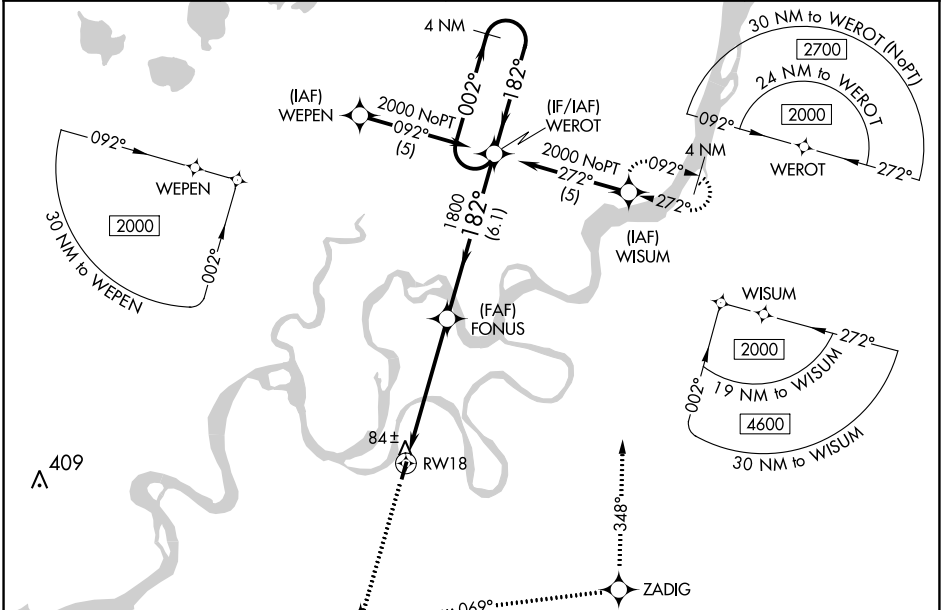 4 NM
002°
182°
(IAF)
WEPEN
2000 NoPT
092°
(5)
(IF/IAF)
WEROT
2000 NoPT
272°
(5)
092°
272°
4 NM
(IAF)
WISUM
30 NM to WEROT (NoPT)
2700
24 NM to WEROT
2000
092°
WEROT
272°
092°
WEPEN
2000
002°
30 NM to WEPEN
1800
182°
(6.1)
(FAF)
FONUS
WISUM
272°
2000
19 NM to WISUM
002°
4600
30 NM to WISUM
84±
RW18
409
348°
ZADIG
069°